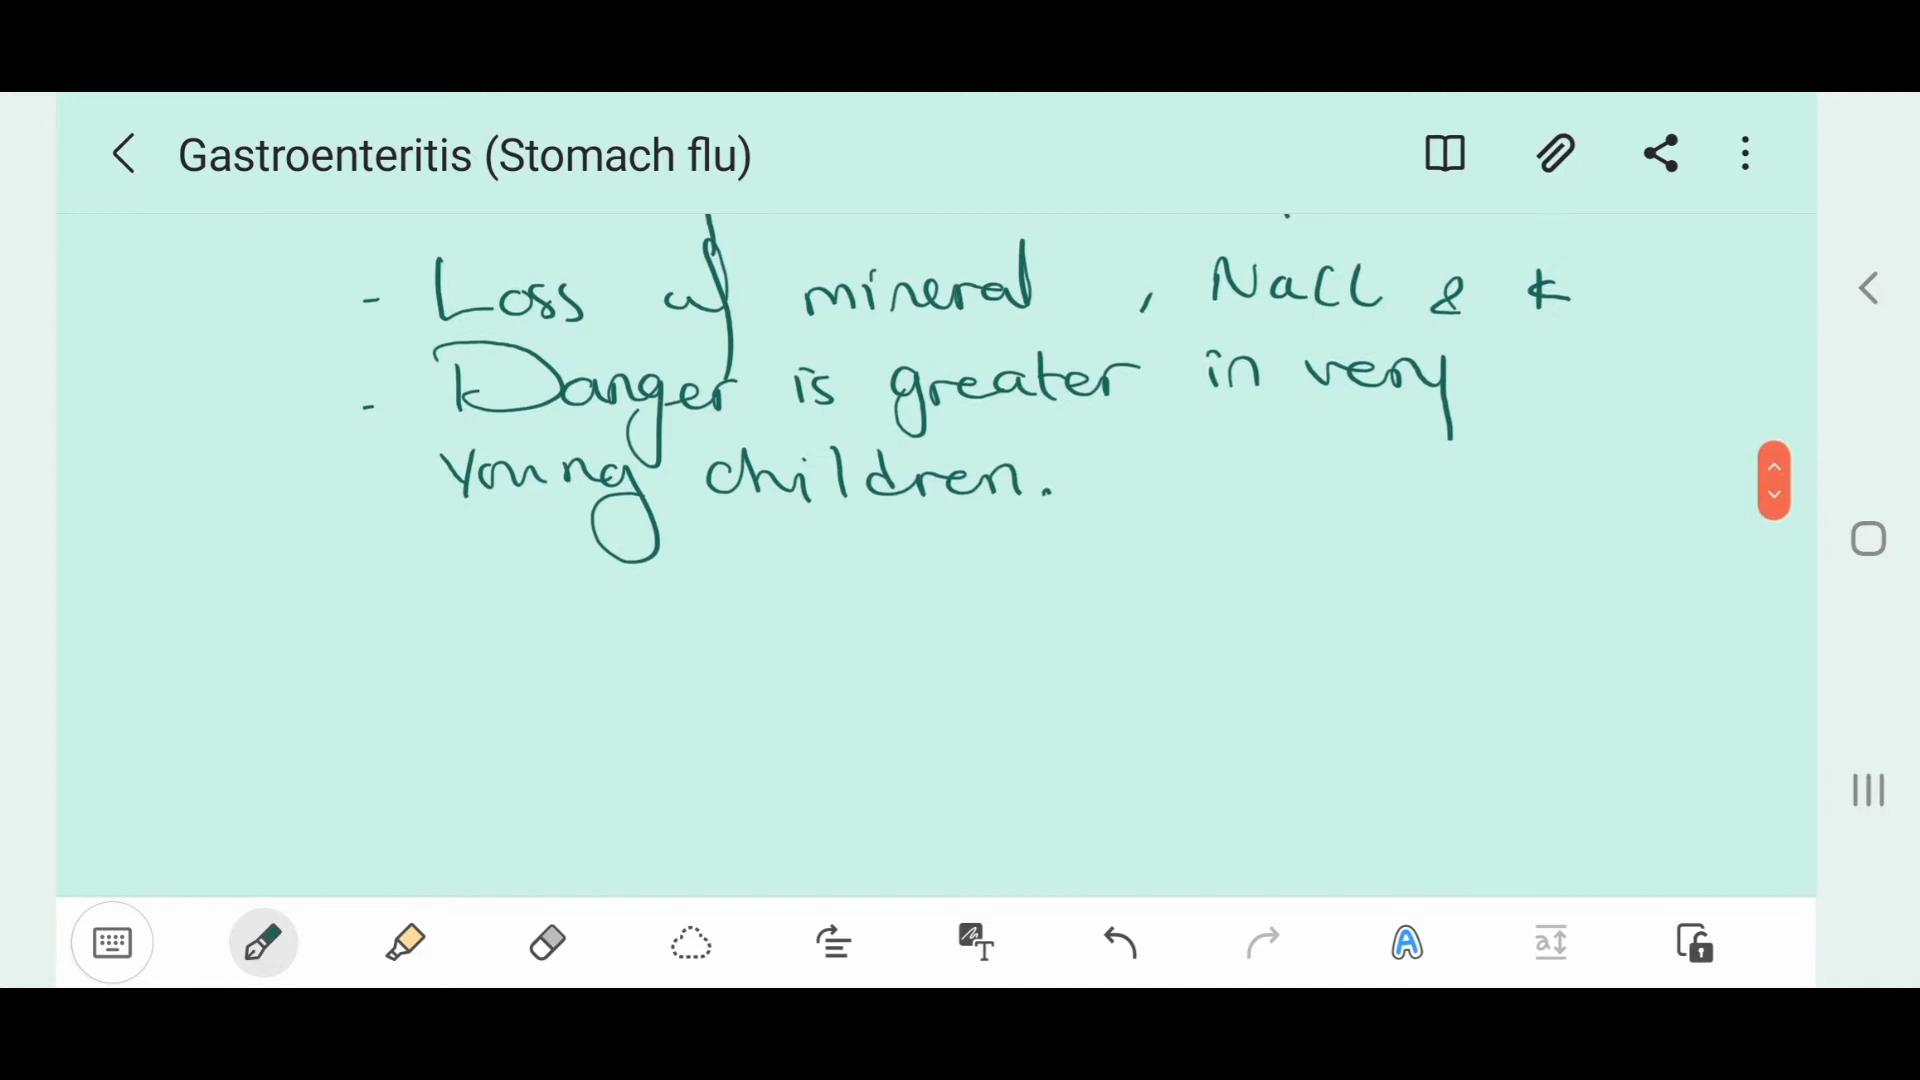 Gastroenteritis (Stomach flu)
- Loss of mineral, NaCl & K
- Danger is greater in very
young children.